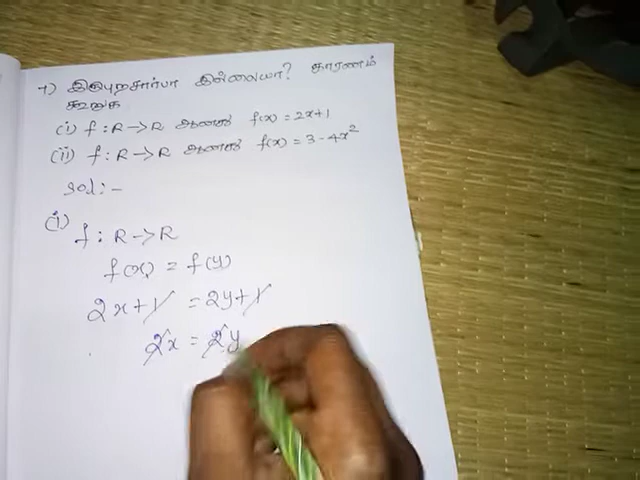 7) இருபுறசார்பா இல்லையா? காரணம்
கூறுக
(i) f : R → R ஆனால் f(x) = 2x+1
(ii) f : R → R ஆனால் f(x) = 3 - 4x²
Sol :-
(i)
f : R → R
f(x) = f(y)
2x + 1 = 2y + 1
2x = 2y